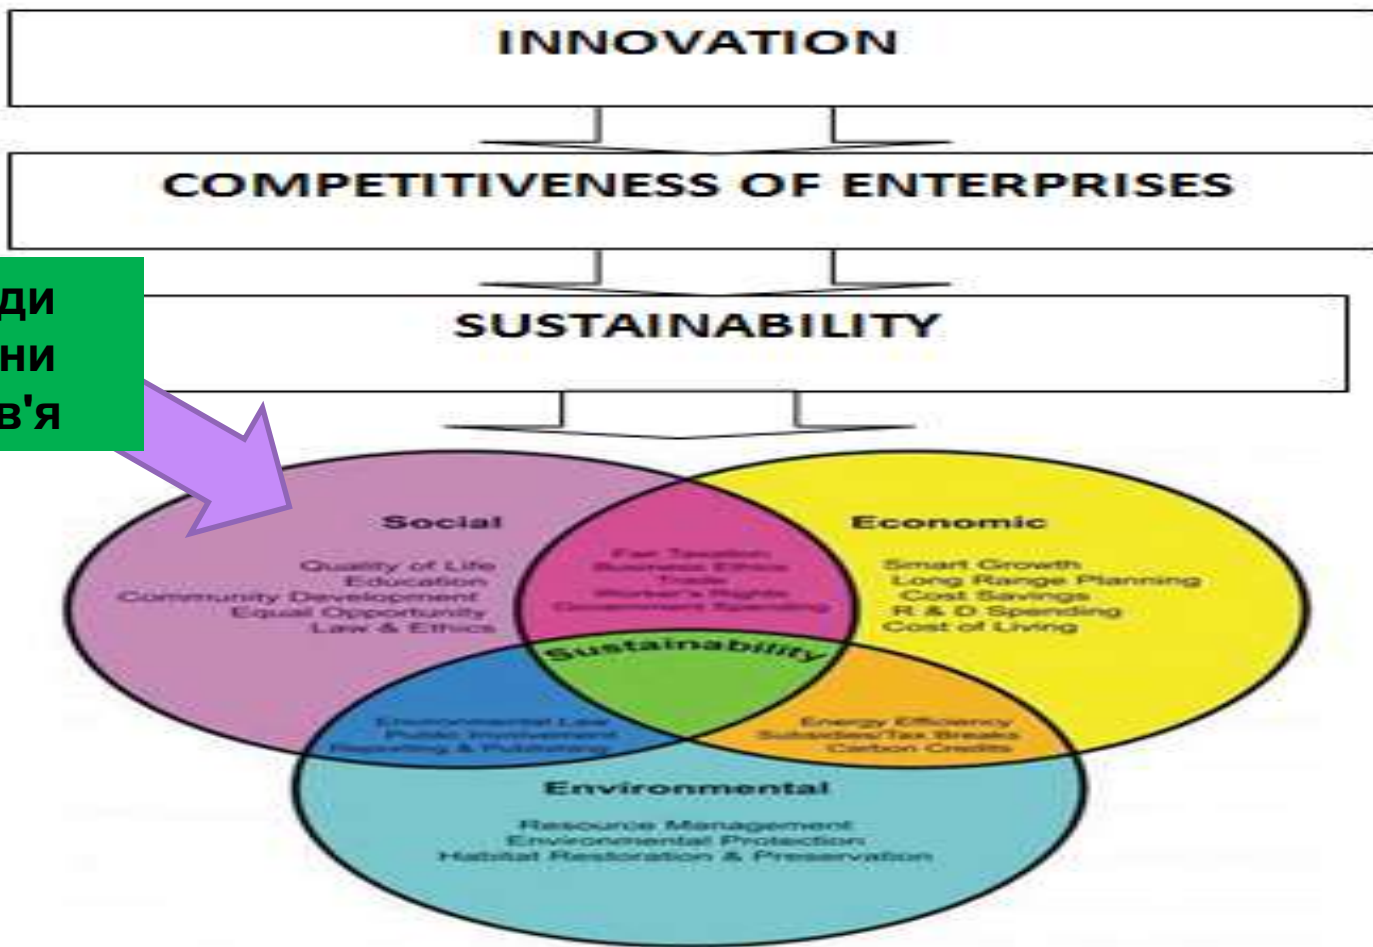 INNOVATION
COMPETITIVENESS OF ENTERPRISES
SUSTAINABILITY
ди
ни
в'я
Social
Quality of Life
Education
Community Development
Equal Opportunity
Law & Ethics
Fair Taxation
Business Ethics
Trade
Worker's Rights
Government Spending
Economic
Smart Growth
Long Range Planning
Cost Savings
R & D Spending
Cost of Living
Sustainability
Environmental Law
Public Involvement
Reporting & Publishing
Energy Efficiency
Subsidies/Tax Breaks
Carbon Credits
Environmental
Resource Management
Environmental Protection
Habitat Restoration & Preservation